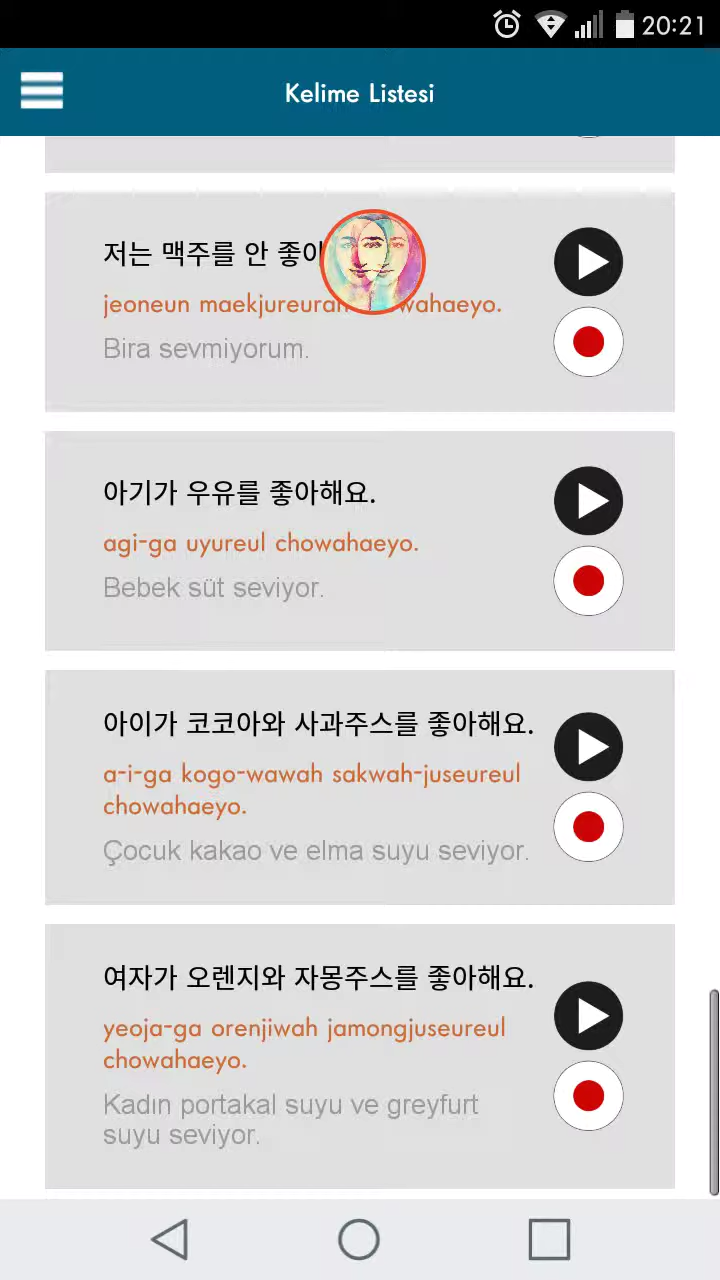 20:21
Kelime Listesi
저는 맥주를 안
jeoneun
Bira sevmiyorum.
아기가 우유를 좋아해요.
agi-ga uyureul chowahaeyo.
Bebek süt seviyor.
아이가 코코아와 사과주스를 좋아해요.
a-i-ga kogo-wawah sakwah-juseureul
chowahaeyo.
Çocuk kakao ve elma suyu seviyor.
여자가 오렌지와 자몽주스를 좋아해요.
yeoja-ga orenjiwah jamongjuseureul
chowahaeyo.
Kadın portakal suyu ve greyfurt
suyu seviyor.